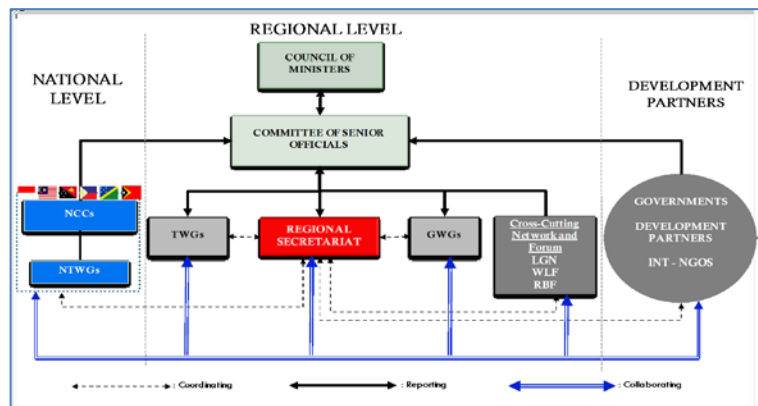 REGIONAL LEVEL
COUNCIL OF
MINISTERS
NATIONAL
LEVEL
DEVELOPMENT
PARTNERS
COMMITTEE OF SENIOR
OFFICIALS
NCCs
NTWGs
TWGs
REGIONAL
SECRETARIAT
GWGs
Cross-Cutting
Network and
Forum
LGN
WLF
RBF
GOVERNMENTS
DEVELOPMENT
PARTNERS
INT - NGOS
: Coordinating
: Reporting
: Collaborating